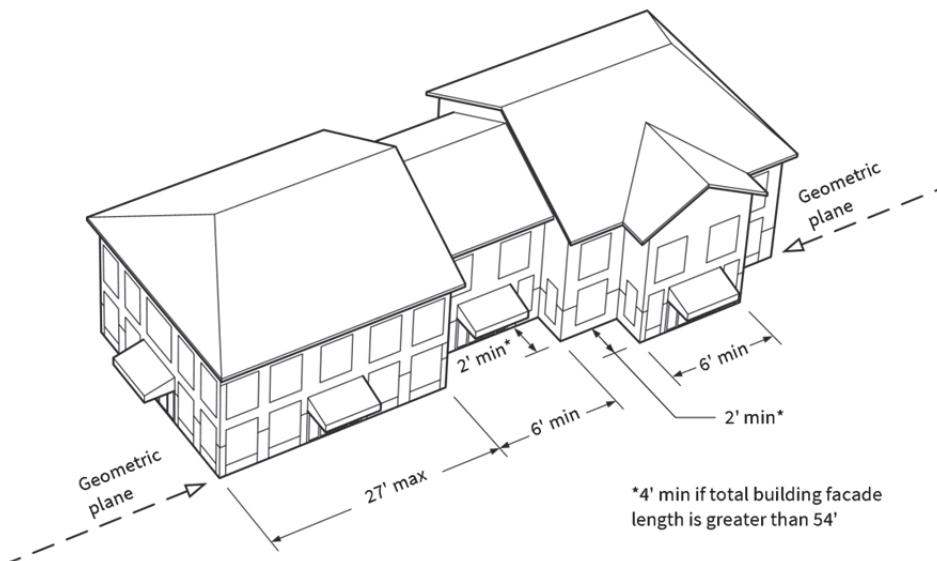 Geometric
plane
2' min*
6' min
2' min*
6' min
27' max
Geometric
plane
*4' min if total building facade
length is greater than 54'